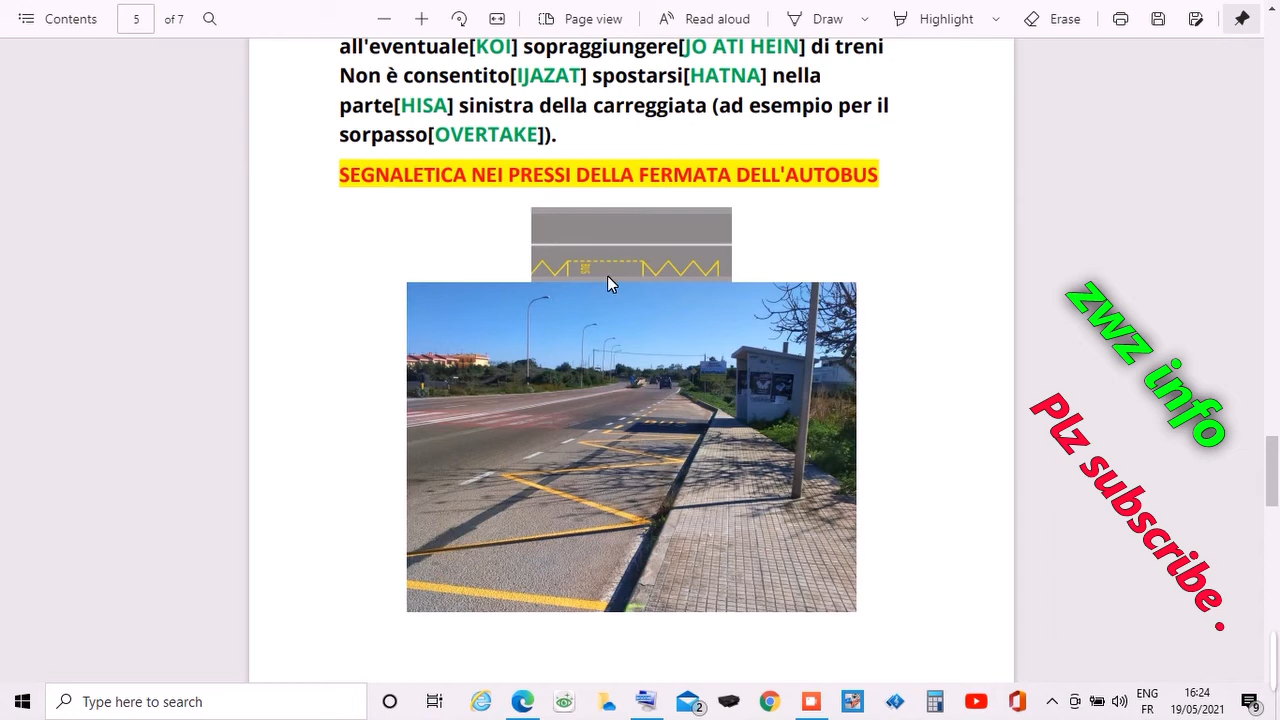 Contents 5 of 7 Page view Read aloud Draw Highlight Erase
all'eventuale[KOI] sopraggiungere[JO ATI HEIN] di treni
Non è consentito[IJAZAT] spostarsi[HATNA] nella
parte[HISA] sinistra della carreggiata (ad esempio per il
sorpasso[OVERTAKE]).
SEGNALETICA NEI PRESSI DELLA FERMATA DELL'AUTOBUS
BUS
zwz info
Plz subscribe .
Type here to search
2
ENG
FR
16:24
19/05/2021
9